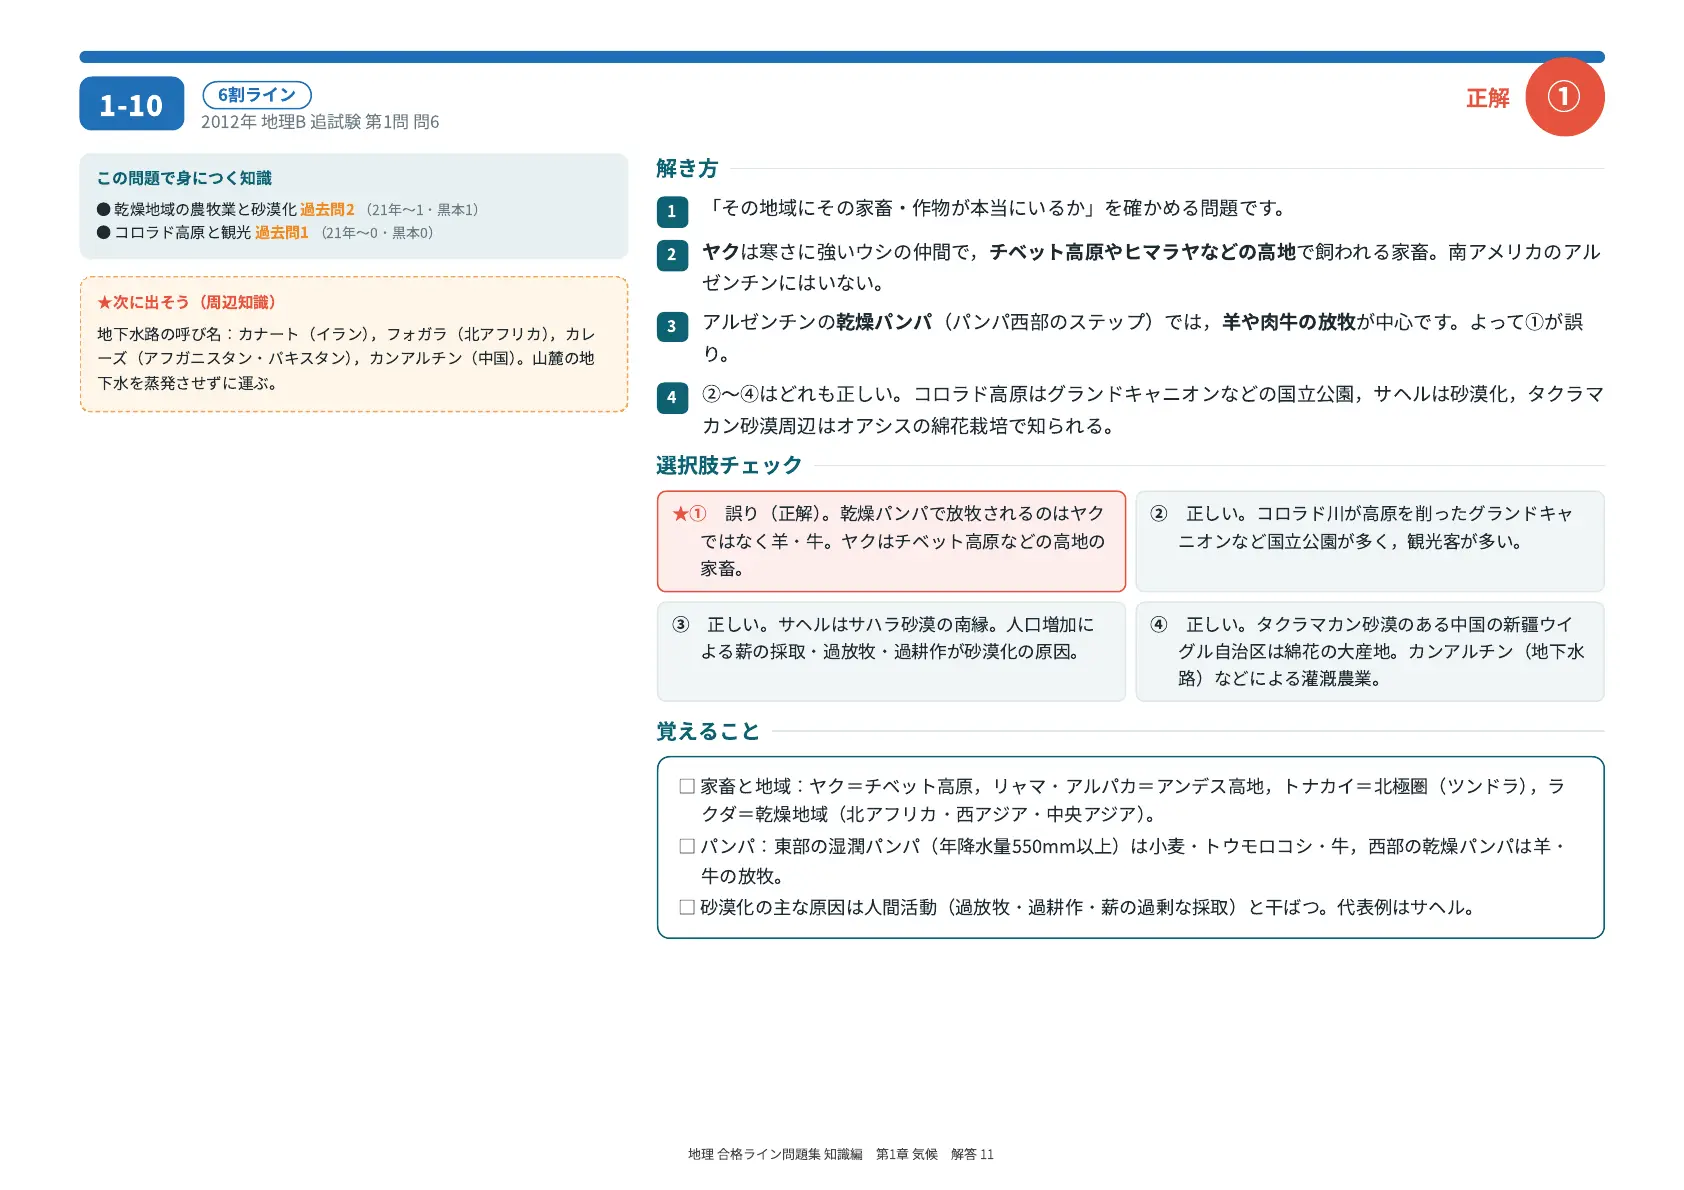 1-10
6割ライン
2012年 地理B 追試験 第1問 問6
正解 ①
この問題で身につく知識
● 乾燥地域の農牧業と砂漠化 過去問2 （21年〜1・黒本1）
● コロラド高原と観光 過去問1 （21年〜0・黒本0）
★次に出そう（周辺知識）
地下水路の呼び名：カナート（イラン），フォガラ（北アフリカ），カレ
ーズ（アフガニスタン・パキスタン），カンアルチン（中国）。山麓の地
下水を蒸発させずに運ぶ。
解き方
1 「その地域にその家畜・作物が本当にいるか」を確かめる問題です。
2 ヤクは寒さに強いウシの仲間で，チベット高原やヒマラヤなどの高地で飼われる家畜。南アメリカのアル
ゼンチンにはいない。
3 アルゼンチンの乾燥パンパ（パンパ西部のステップ）では，羊や肉牛の放牧が中心です。よって①が誤
り。
4 ②〜④はどれも正しい。コロラド高原はグランドキャニオンなどの国立公園，サヘルは砂漠化，タクラマ
カン砂漠周辺はオアシスの綿花栽培で知られる。
選択肢チェック
★① 誤り（正解）。乾燥パンパで放牧されるのはヤク
ではなく羊・牛。ヤクはチベット高原などの高地の
家畜。
② 正しい。コロラド川が高原を削ったグランドキャ
ニオンなど国立公園が多く，観光客が多い。
③ 正しい。サヘルはサハラ砂漠の南縁。人口増加に
よる薪の採取・過放牧・過耕作が砂漠化の原因。
④ 正しい。タクラマカン砂漠のある中国の新疆ウイ
グル自治区は綿花の大産地。カンアルチン（地下水
路）などによる灌漑農業。
覚えること
□ 家畜と地域：ヤク＝チベット高原，リャマ・アルパカ＝アンデス高地，トナカイ＝北極圏（ツンドラ），ラ
クダ＝乾燥地域（北アフリカ・西アジア・中央アジア）。
□ パンパ：東部の湿潤パンパ（年降水量550mm以上）は小麦・トウモロコシ・牛，西部の乾燥パンパは羊・
牛の放牧。
□ 砂漠化の主な原因は人間活動（過放牧・過耕作・薪の過剰な採取）と干ばつ。代表例はサヘル。
地理 合格ライン問題集 知識編　第1章 気候　解答 11